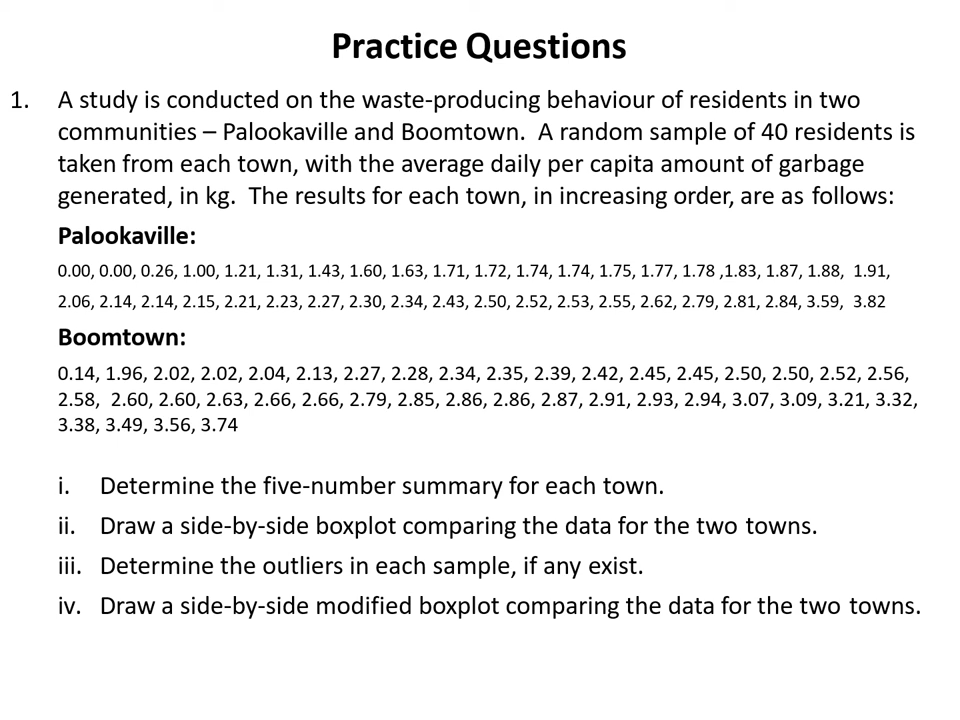 Practice Questions
1. A study is conducted on the waste-producing behaviour of residents in two
communities – Palookaville and Boomtown. A random sample of 40 residents is
taken from each town, with the average daily per capita amount of garbage
generated, in kg. The results for each town, in increasing order, are as follows:
Palookaville:
0.00, 0.00, 0.26, 1.00, 1.21, 1.31, 1.43, 1.60, 1.63, 1.71, 1.72, 1.74, 1.74, 1.75, 1.77, 1.78 ,1.83, 1.87, 1.88, 1.91,
2.06, 2.14, 2.14, 2.15, 2.21, 2.23, 2.27, 2.30, 2.34, 2.43, 2.50, 2.52, 2.53, 2.55, 2.62, 2.79, 2.81, 2.84, 3.59, 3.82
Boomtown:
0.14, 1.96, 2.02, 2.02, 2.04, 2.13, 2.27, 2.28, 2.34, 2.35, 2.39, 2.42, 2.45, 2.45, 2.50, 2.50, 2.52, 2.56,
2.58, 2.60, 2.60, 2.63, 2.66, 2.66, 2.79, 2.85, 2.86, 2.86, 2.87, 2.91, 2.93, 2.94, 3.07, 3.09, 3.21, 3.32,
3.38, 3.49, 3.56, 3.74
i. Determine the five-number summary for each town.
ii. Draw a side-by-side boxplot comparing the data for the two towns.
iii. Determine the outliers in each sample, if any exist.
iv. Draw a side-by-side modified boxplot comparing the data for the two towns.